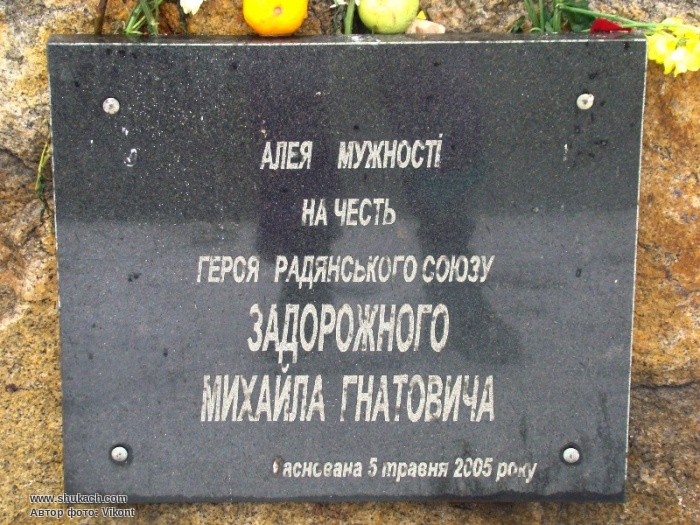 АЛЕЯ МУЖНОСТІ
НА ЧЕСТЬ
ГЕРОЯ РАДЯНСЬКОГО СОЮЗУ
ЗАДОРОЖНОГО
МИХАЙЛА ГНАТОВИЧА
аснована 5 травня 2005 року
www.shukach.com
Автор фото: Vikont